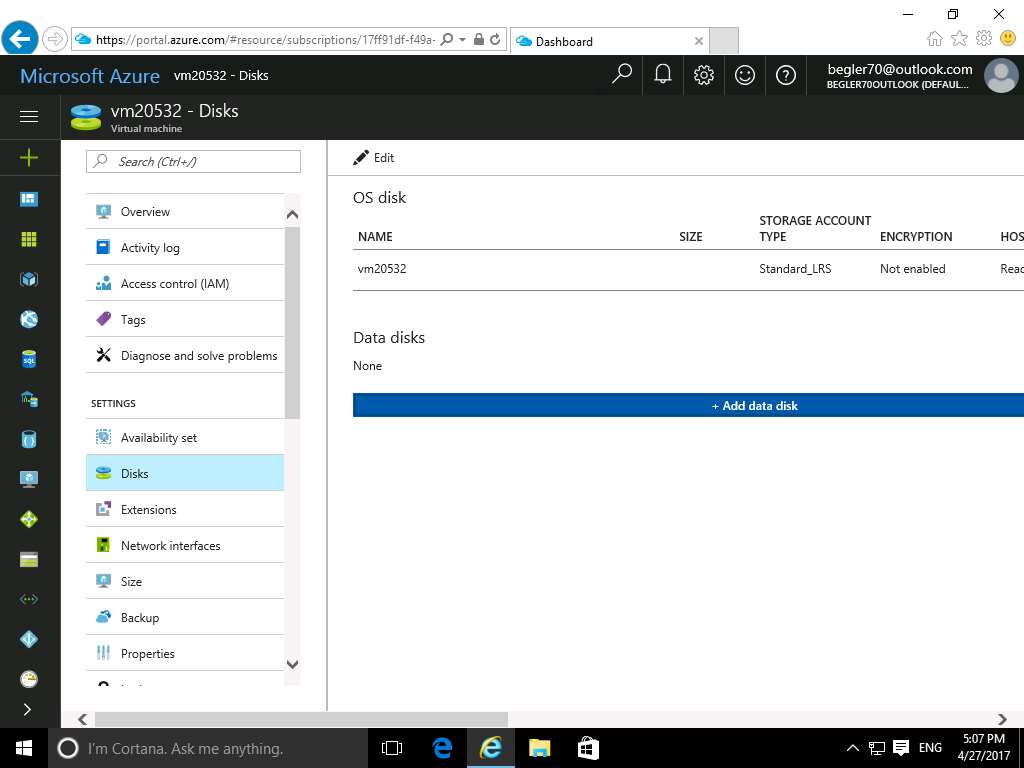 https://portal.azure.com/#resource/subscriptions/17ff91df-f49a-
Dashboard
Microsoft Azure
vm20532 - Disks
begler70@outlook.com
BEGLER70OUTLOOK (DEFAUL...
vm20532 - Disks
Virtual machine
Search (Ctrl+/)
Overview
Activity log
Access control (IAM)
Tags
Diagnose and solve problems
SETTINGS
Availability set
Disks
Extensions
Network interfaces
Size
Backup
Properties
Edit
OS disk
NAME SIZE STORAGE ACCOUNT TYPE ENCRYPTION HOS
vm20532 Standard_LRS Not enabled Reac
Data disks
None
+ Add data disk
I'm Cortana. Ask me anything.
ENG
5:07 PM
4/27/2017